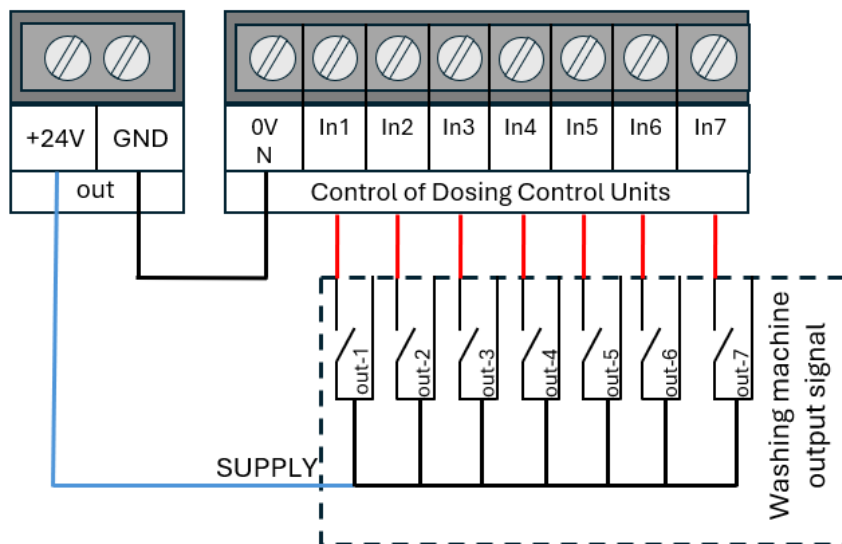 +24V GND
out
0V
N
In1 In2 In3 In4 In5 In6 In7
Control of Dosing Control Units
out-1 out-2 out-3 out-4 out-5 out-6 out-7
Washing machine
output signal
SUPPLY